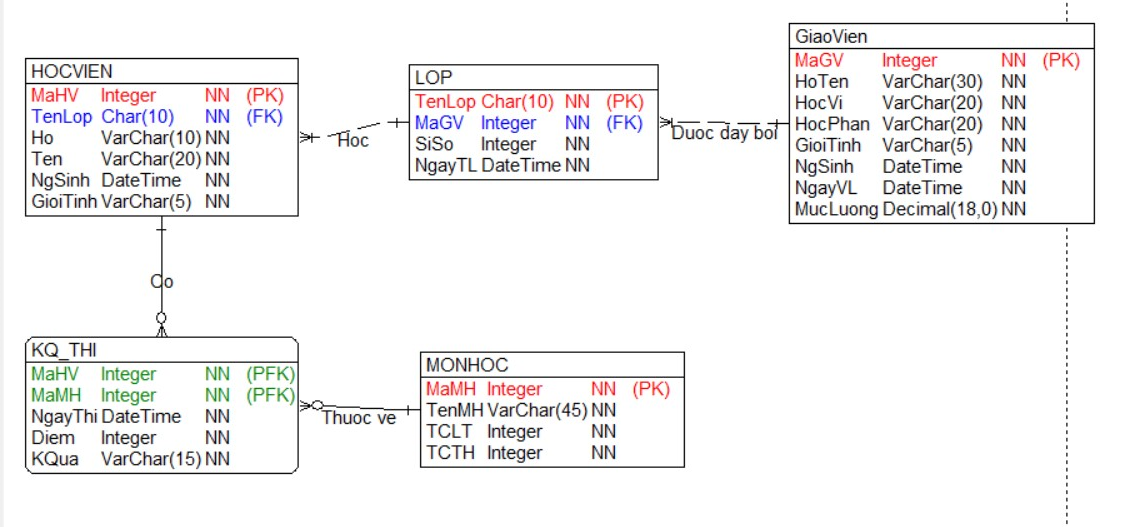 HOCVIEN
MaHV Integer NN (PK)
TenLop Char(10) NN (FK)
Ho VarChar(10) NN
Ten VarChar(20) NN
NgSinh DateTime NN
GioiTinh VarChar(5) NN
Hoc
LOP
TenLop Char(10) NN (PK)
MaGV Integer NN (FK)
SiSo Integer NN
NgayTL DateTime NN
Duoc day boi
GiaoVien
MaGV Integer NN (PK)
HoTen VarChar(30) NN
HocVi VarChar(20) NN
HocPhan VarChar(20) NN
GioiTinh VarChar(5) NN
NgSinh DateTime NN
NgayVL DateTime NN
MucLuong Decimal(18,0) NN
Co
KQ_THI
MaHV Integer NN (PFK)
MaMH Integer NN (PFK)
NgayThi DateTime NN
Diem Integer NN
KQua VarChar(15) NN
Thuoc ve
MONHOC
MaMH Integer NN (PK)
TenMH VarChar(45) NN
TCLT Integer NN
TCTH Integer NN